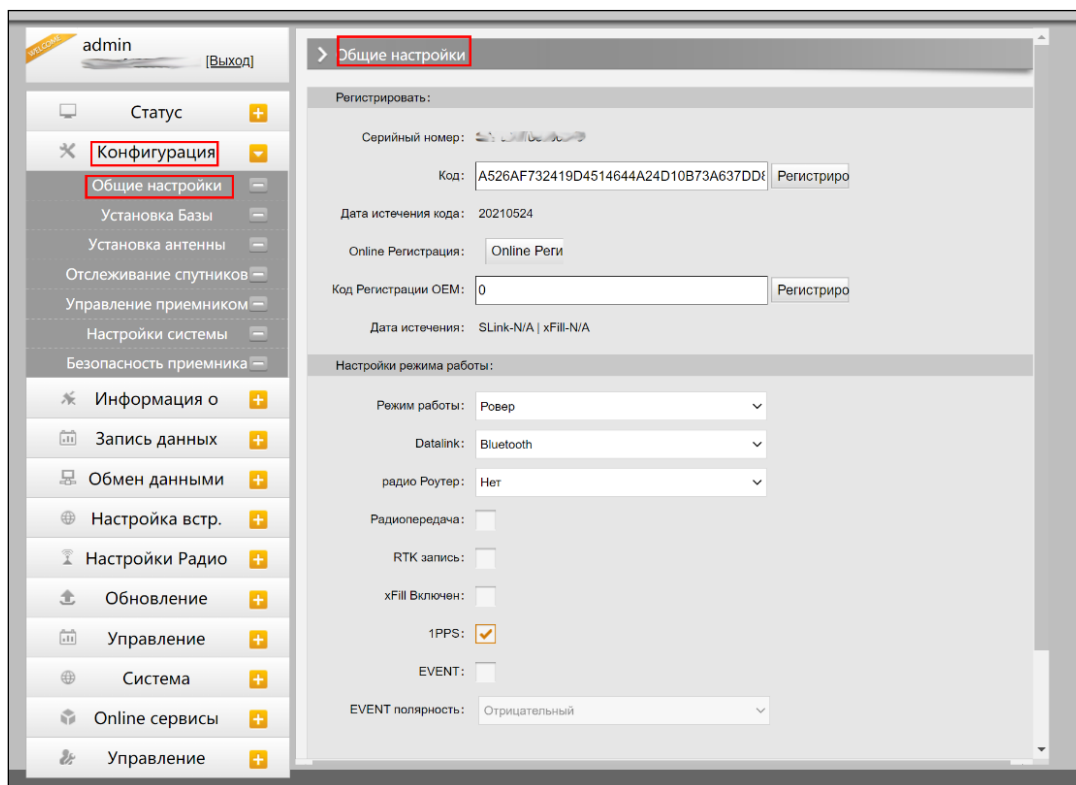 WELCOME
admin
[Выход]
Статус
Конфигурация
Общие настройки
Установка Базы
Установка антенны
Отслеживание спутников
Управление приемником
Настройки системы
Безопасность приемника
Информация о
Запись данных
Обмен данными
Настройка встр.
Настройки Радио
Обновление
Управление
Система
Online сервисы
Управление
Общие настройки
Регистрировать:
Серийный номер:
Код: A526AF732419D4514644A24D10B73A637DD8 Регистриро
Дата истечения кода: 20210524
Online Регистрация: Online Реги
Код Регистрации OEM: 0 Регистриро
Дата истечения: SLink-N/A | xFill-N/A
Настройки режима работы:
Режим работы: Ровер
Datalink: Bluetooth
радио Роутер: Нет
Радиопередача:
RTK запись:
xFill Включен:
1PPS:
EVENT:
EVENT полярность: Отрицательный